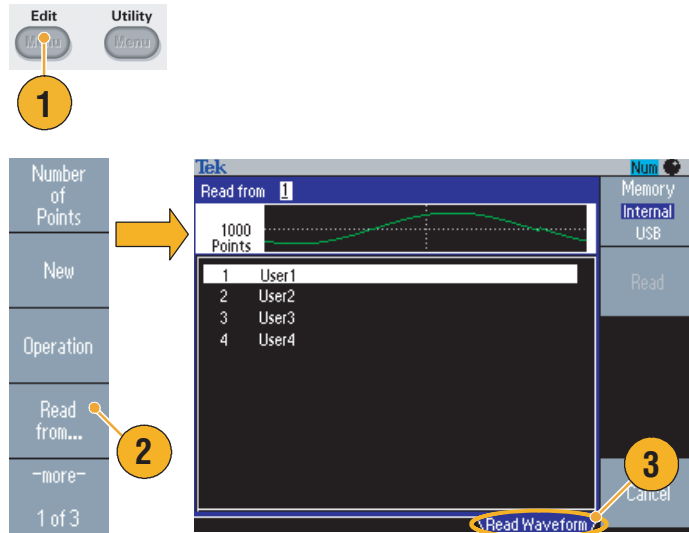 Edit
Utility
Menu
Menu
1
Number
of
Points
New
Operation
Read
from...
2
-more-
1 of 3
Tek
Num
Read from 1
1000
Points
1 User1
2 User2
3 User3
4 User4
Memory
Internal
USB
Read
3
Cancel
Read Waveform